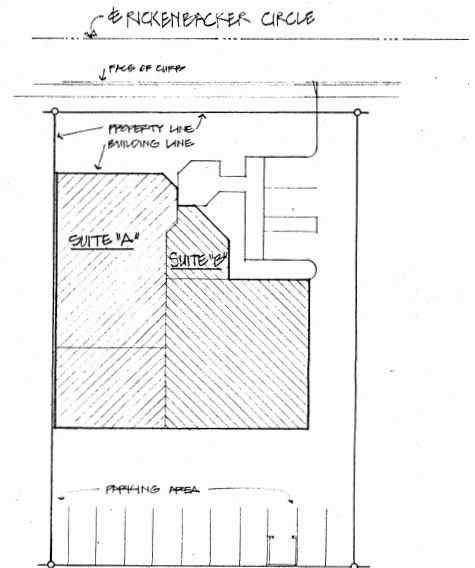 ℄ RICKENBACKER CIRCLE
FACE OF CURB
PROPERTY LINE
BUILDING LINE
SUITE "A"
SUITE "B"
PARKING AREA